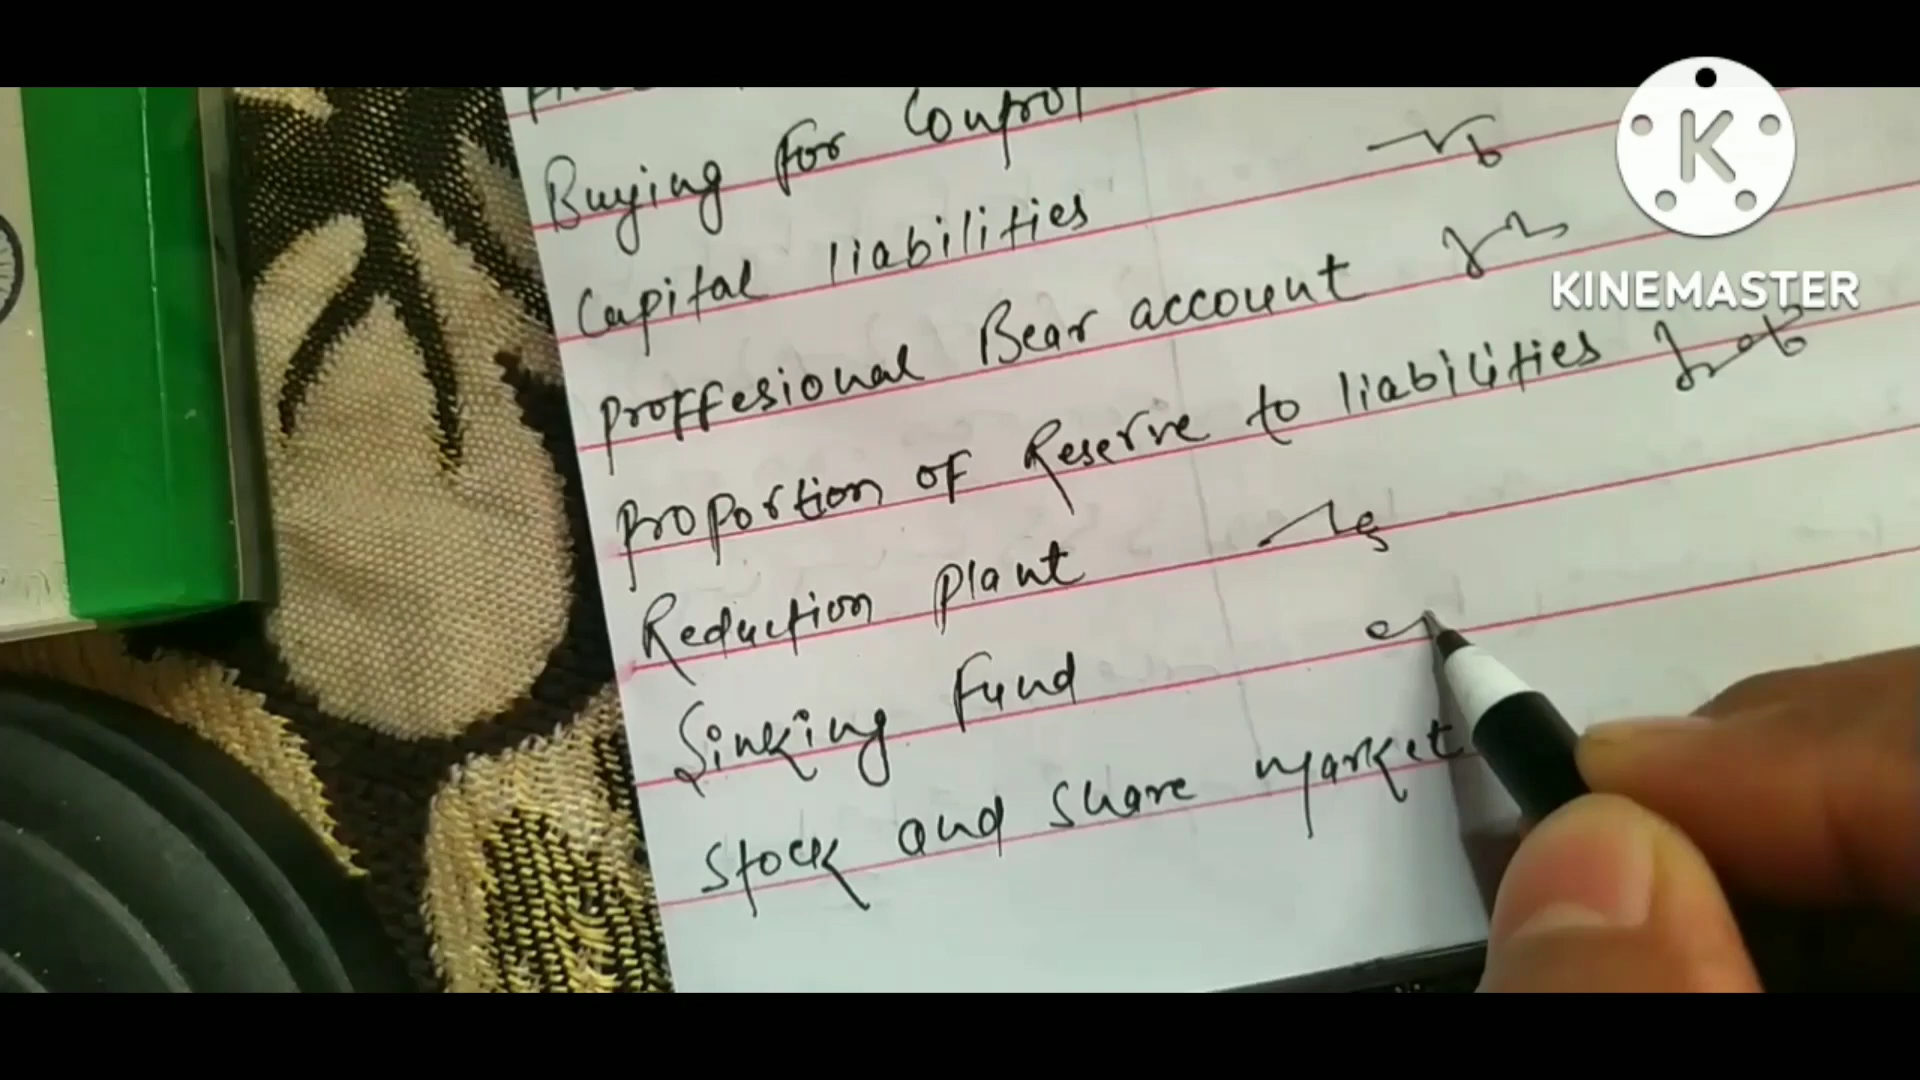 Buying For Control
Capital liabilities
proffesional Bear account
proportion of Reserve to liabilities
Reduction plant
Sinking Fund
Stock and share market
K
KINEMASTER